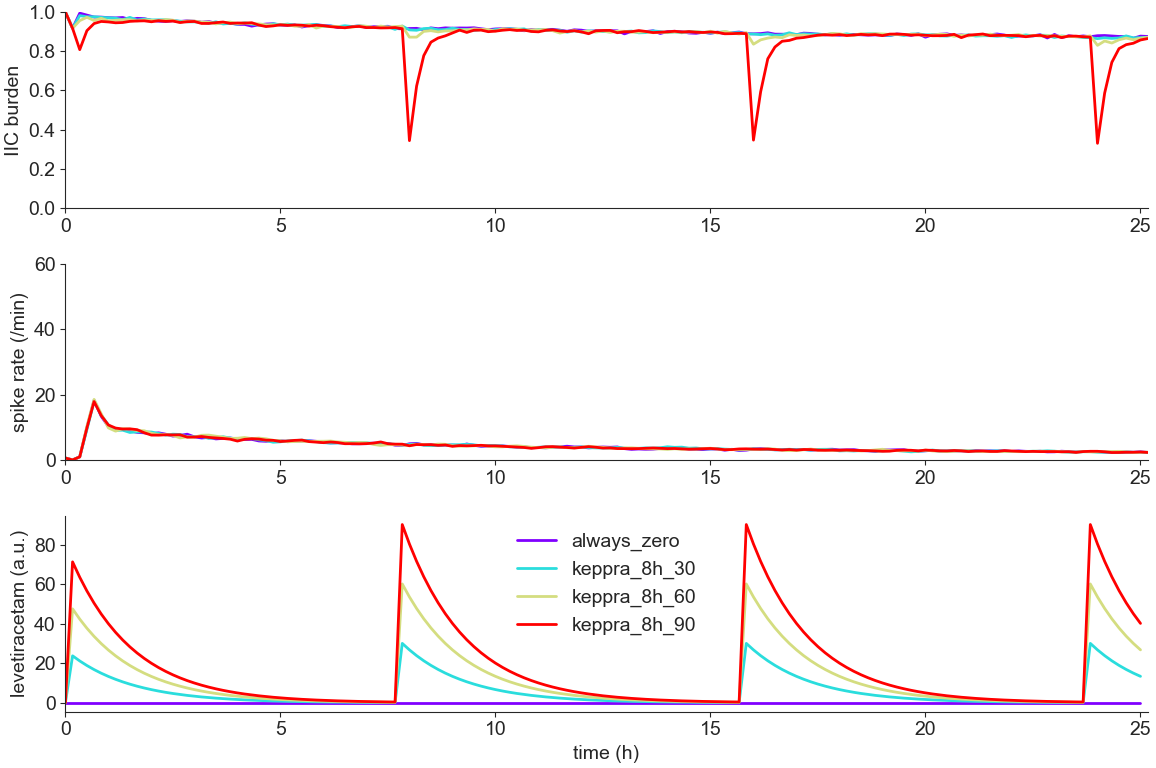 1.0
0.8
0.6
0.4
0.2
0.0
IIC burden
0 5 10 15 20 25
60
40
20
0
spike rate (/min)
0 5 10 15 20 25
80
60
40
20
0
levetiracetam (a.u.)
always_zero
keppra_8h_30
keppra_8h_60
keppra_8h_90
0 5 10 15 20 25
time (h)